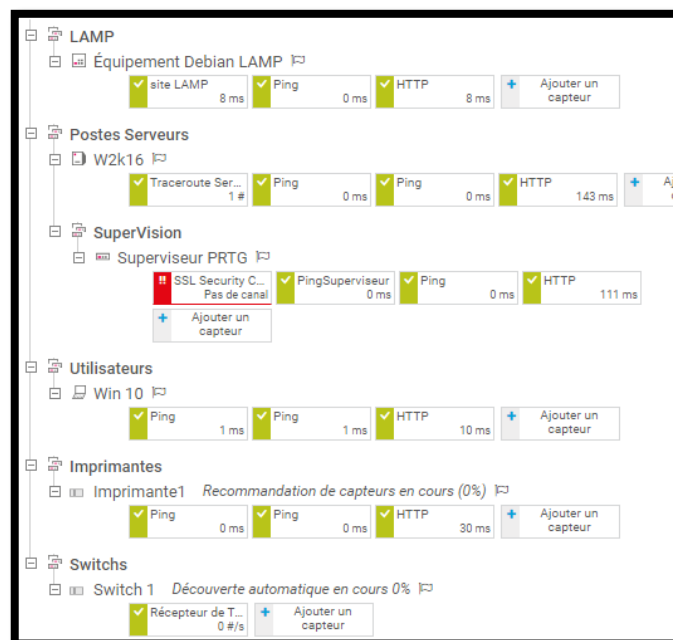 LAMP
Équipement Debian LAMP
site LAMP
8 ms
Ping
0 ms
HTTP
8 ms
Ajouter un
capteur
Postes Serveurs
W2k16
Traceroute Ser...
1 #
Ping
0 ms
Ping
0 ms
HTTP
143 ms
SuperVision
Superviseur PRTG
SSL Security C...
Pas de canal
PingSuperviseur
0 ms
Ping
0 ms
HTTP
111 ms
Ajouter un
capteur
Utilisateurs
Win 10
Ping
1 ms
Ping
1 ms
HTTP
10 ms
Ajouter un
capteur
Imprimantes
Imprimante1 Recommandation de capteurs en cours (0%)
Ping
0 ms
Ping
0 ms
HTTP
30 ms
Ajouter un
capteur
Switchs
Switch 1 Découverte automatique en cours 0%
Récepteur de T...
0 #/s
Ajouter un
capteur